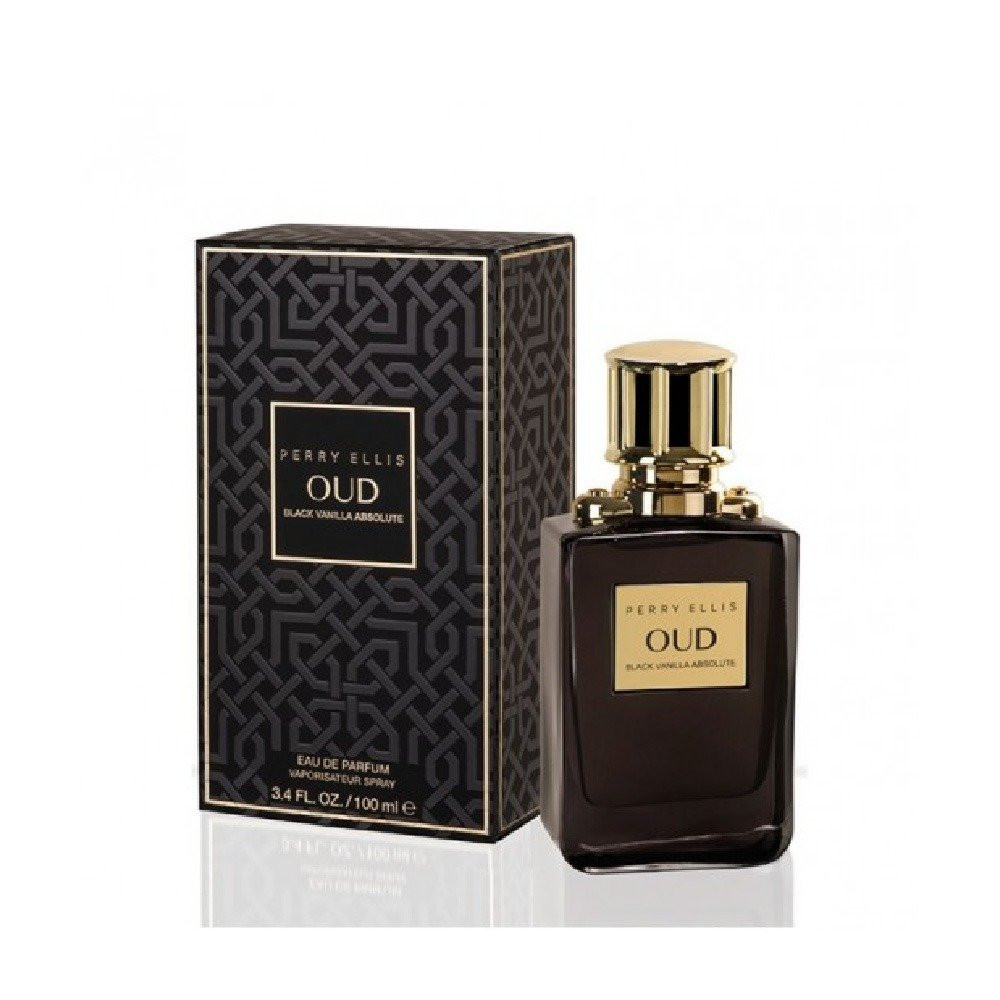 PERRY ELLIS
OUD
BLACK VANILLA ABSOLUTE
EAU DE PARFUM
VAPORISATEUR SPRAY
3.4 FL. OZ. / 100 ml ℮
PERRY ELLIS
OUD
BLACK VANILLA ABSOLUTE